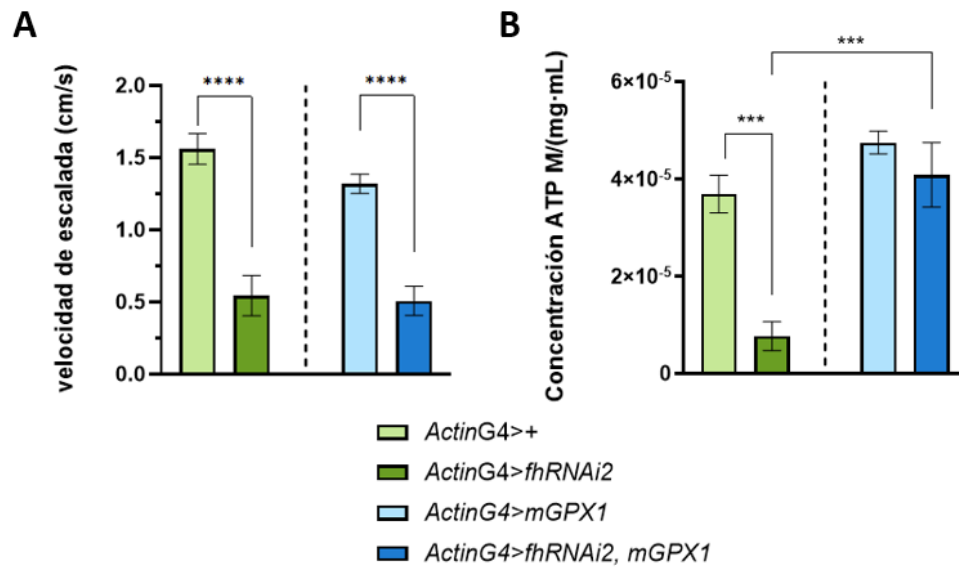 A
velocidad de escalada (cm/s)
2.0
1.5
1.0
0.5
0.0
****
****
B
Concentración ATP M/(mg·mL)
6×10⁻⁵
4×10⁻⁵
2×10⁻⁵
0
***
***
ActinG4>+
ActinG4>fhRNAi2
ActinG4>mGPX1
ActinG4>fhRNAi2, mGPX1